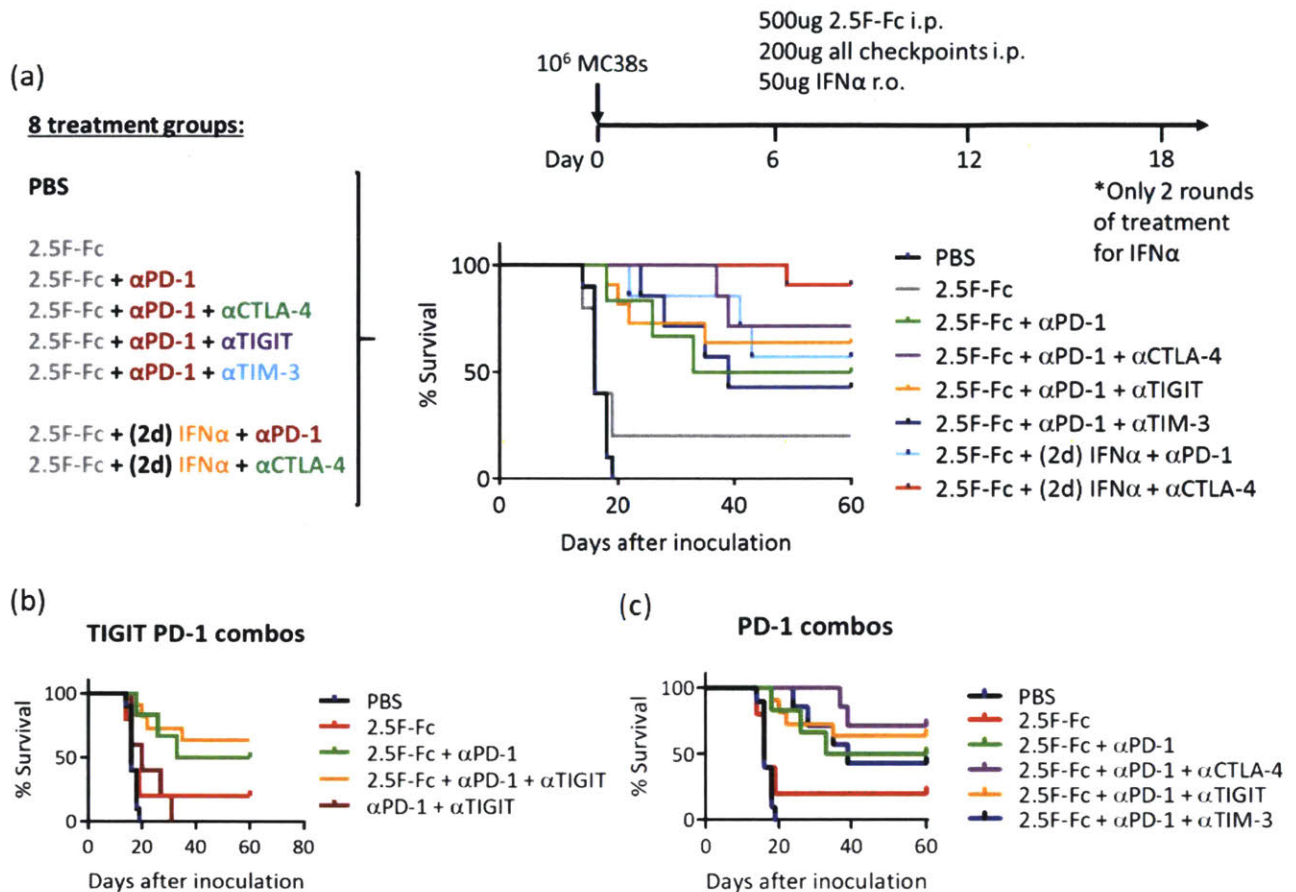 (a)
8 treatment groups:
PBS
2.5F-Fc
2.5F-Fc + αPD-1
2.5F-Fc + αPD-1 + αCTLA-4
2.5F-Fc + αPD-1 + αTIGIT
2.5F-Fc + αPD-1 + αTIM-3
2.5F-Fc + (2d) IFNα + αPD-1
2.5F-Fc + (2d) IFNα + αCTLA-4
500ug 2.5F-Fc i.p.
200ug all checkpoints i.p.
50ug IFNα r.o.
10⁶ MC38s
Day 0 6 12 18
*Only 2 rounds
of treatment
for IFNα
% Survival
100
50
0
0 20 40 60
Days after inoculation
PBS
2.5F-Fc
2.5F-Fc + αPD-1
2.5F-Fc + αPD-1 + αCTLA-4
2.5F-Fc + αPD-1 + αTIGIT
2.5F-Fc + αPD-1 + αTIM-3
2.5F-Fc + (2d) IFNα + αPD-1
2.5F-Fc + (2d) IFNα + αCTLA-4
(b)
TIGIT PD-1 combos
% Survival
100
50
0
0 20 40 60 80
Days after inoculation
PBS
2.5F-Fc
2.5F-Fc + αPD-1
2.5F-Fc + αPD-1 + αTIGIT
αPD-1 + αTIGIT
(c)
PD-1 combos
% Survival
100
50
0
0 20 40 60
Days after inoculation
PBS
2.5F-Fc
2.5F-Fc + αPD-1
2.5F-Fc + αPD-1 + αCTLA-4
2.5F-Fc + αPD-1 + αTIGIT
2.5F-Fc + αPD-1 + αTIM-3